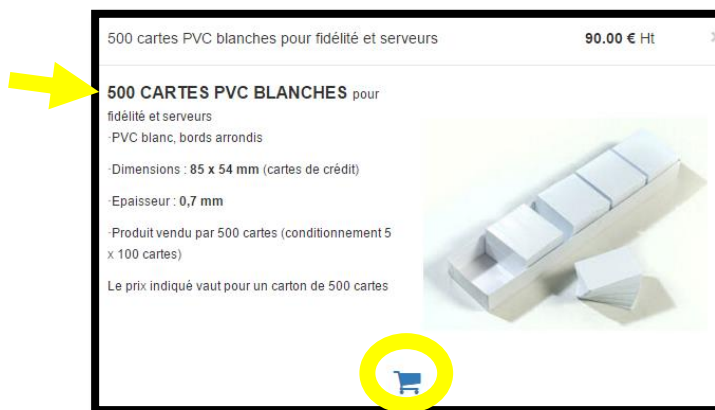 500 cartes PVC blanches pour fidélité et serveurs 90.00 € Ht
500 CARTES PVC BLANCHES pour
fidélité et serveurs
·PVC blanc, bords arrondis
·Dimensions : 85 x 54 mm (cartes de crédit)
·Epaisseur : 0,7 mm
·Produit vendu par 500 cartes (conditionnement 5
x 100 cartes)
Le prix indiqué vaut pour un carton de 500 cartes